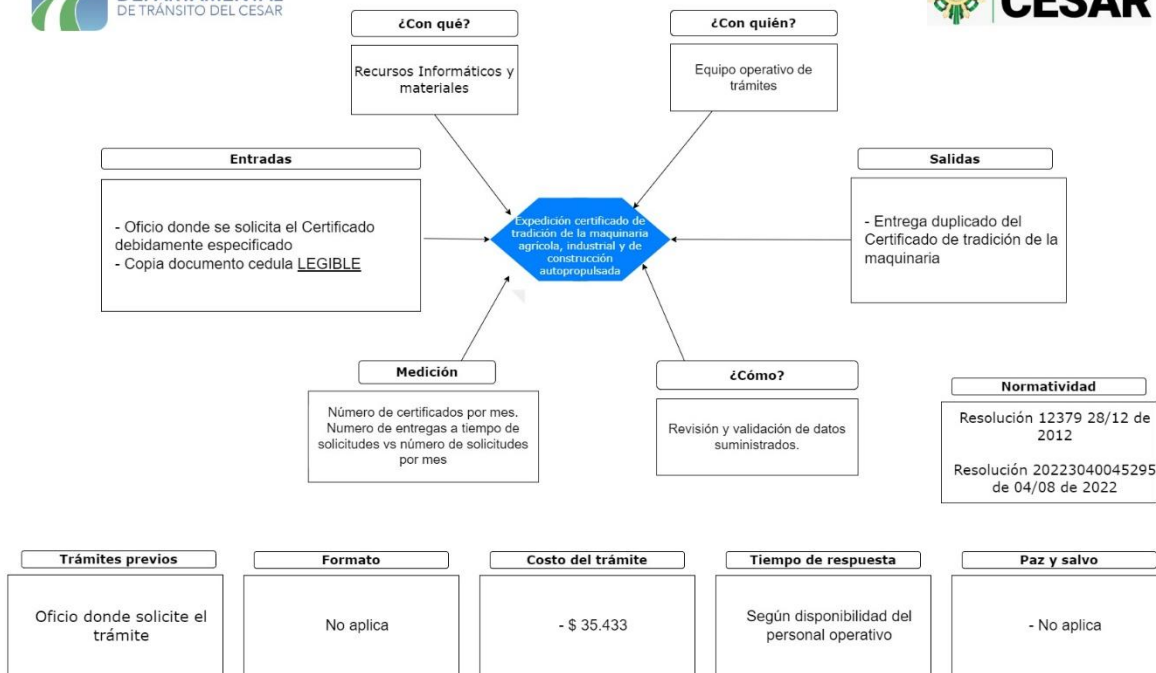 DE TRÁNSITO DEL CESAR
CESAR
¿Con qué?
Recursos Informáticos y
materiales
¿Con quién?
Equipo operativo de
trámites
Entradas
- Oficio donde se solicita el Certificado
debidamente especificado
- Copia documento cedula LEGIBLE
Expedición certificado de
tradición de la maquinaria
agrícola, industrial y de
construcción
autopropulsada
Salidas
- Entrega duplicado del
Certificado de tradición de la
maquinaria
Medición
Número de certificados por mes.
Numero de entregas a tiempo de
solicitudes vs número de solicitudes
por mes
¿Cómo?
Revisión y validación de datos
suministrados.
Normatividad
Resolución 12379 28/12 de
2012
Resolución 20223040045295
de 04/08 de 2022
Trámites previos
Oficio donde solicite el
trámite
Formato
No aplica
Costo del trámite
- $ 35.433
Tiempo de respuesta
Según disponibilidad del
personal operativo
Paz y salvo
- No aplica